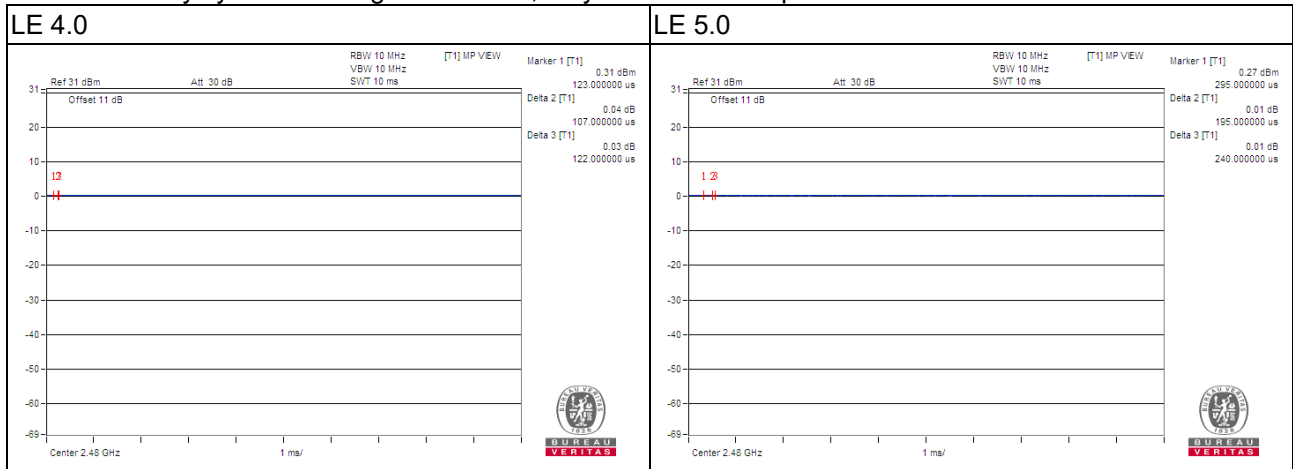 LE 4.0
RBW 10 MHz [T1] MP VIEW
VBW 10 MHz
Ref 31 dBm Att 30 dB SWT 10 ms
Marker 1 [T1]
0.31 dBm
123.000000 us
Delta 2 [T1]
0.04 dB
107.000000 us
Delta 3 [T1]
0.03 dB
122.000000 us
31
Offset 11 dB
20
10
123
0
-10
-20
-30
-40
-50
-60
-69
Center 2.48 GHz 1 ms/
BUREAU
VERITAS
LE 5.0
RBW 10 MHz [T1] MP VIEW
VBW 10 MHz
Ref 31 dBm Att 30 dB SWT 10 ms
Marker 1 [T1]
0.27 dBm
295.000000 us
Delta 2 [T1]
0.01 dB
195.000000 us
Delta 3 [T1]
0.01 dB
240.000000 us
31
Offset 11 dB
20
10
1 23
0
-10
-20
-30
-40
-50
-60
-69
Center 2.48 GHz 1 ms/
BUREAU
VERITAS